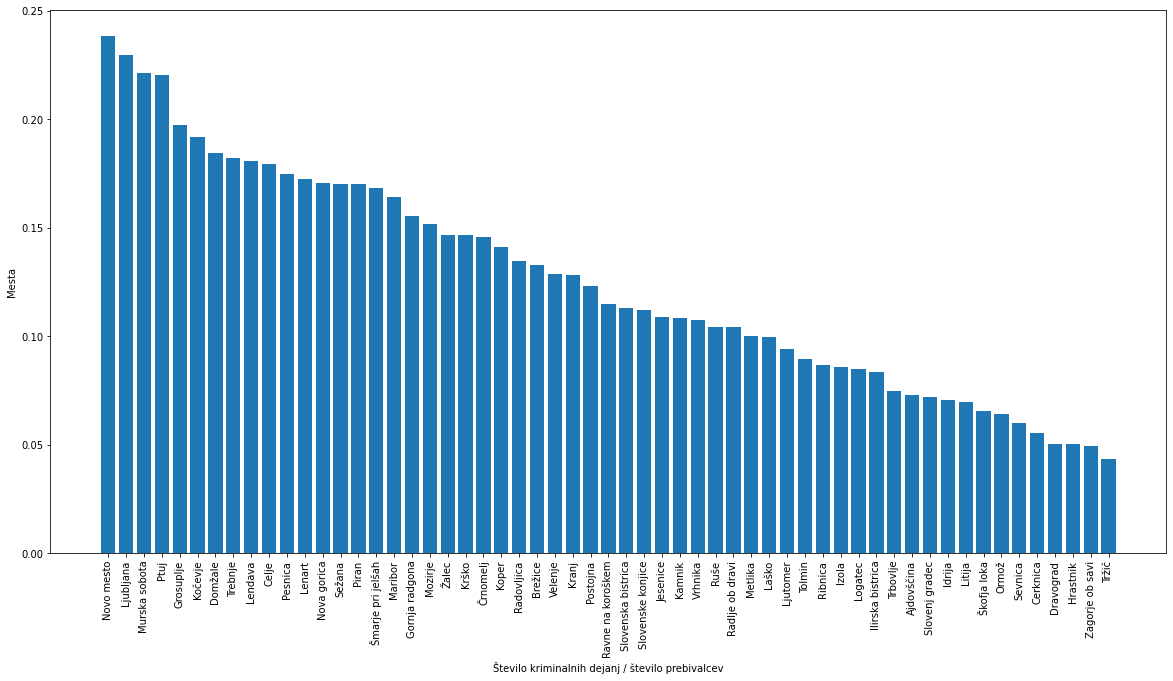 0.25
0.20
0.15
0.10
0.05
0.00
Mesta
Novo mesto
Ljubljana
Murska sobota
Ptuj
Grosuplje
Kočevje
Domžale
Trebnje
Lendava
Celje
Pesnica
Lenart
Nova gorica
Sežana
Piran
Šmarje pri jelšah
Maribor
Gornja radgona
Mozirje
Žalec
Krško
Črnomelj
Koper
Radovljica
Brežice
Velenje
Kranj
Postojna
Ravne na koroškem
Slovenska bistrica
Slovenske konjice
Jesenice
Kamnik
Vrhnika
Ruše
Radlje ob dravi
Metlika
Laško
Ljutomer
Tolmin
Ribnica
Izola
Logatec
Ilirska bistrica
Trbovlje
Ajdovščina
Slovenj gradec
Idrija
Litija
Škofja loka
Ormož
Sevnica
Cerknica
Dravograd
Hrastnik
Zagorje ob savi
Tržič
Število kriminalnih dejanj / število prebivalcev